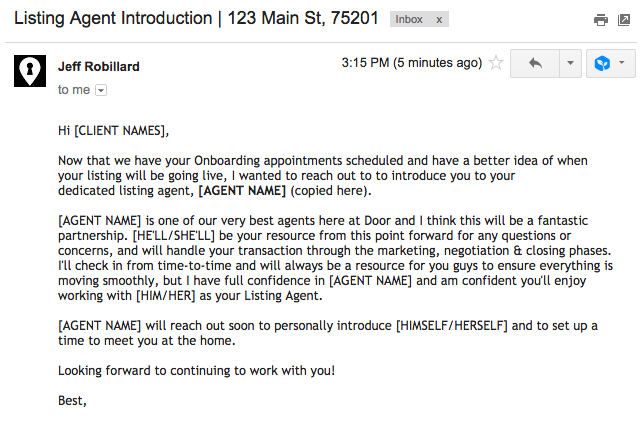 Listing Agent Introduction | 123 Main St, 75201 Inbox x
Jeff Robillard 3:15 PM (5 minutes ago)
to me
Hi [CLIENT NAMES],
Now that we have your Onboarding appointments scheduled and have a better idea of when
your listing will be going live, I wanted to reach out to to introduce you to your
dedicated listing agent, [AGENT NAME] (copied here).
[AGENT NAME] is one of our very best agents here at Door and I think this will be a fantastic
partnership. [HE'LL/SHE'LL] be your resource from this point forward for any questions or
concerns, and will handle your transaction through the marketing, negotiation & closing phases.
I'll check in from time-to-time and will always be a resource for you guys to ensure everything is
moving smoothly, but I have full confidence in [AGENT NAME] and am confident you'll enjoy
working with [HIM/HER] as your Listing Agent.
[AGENT NAME] will reach out soon to personally introduce [HIMSELF/HERSELF] and to set up a
time to meet you at the home.
Looking forward to continuing to work with you!
Best,